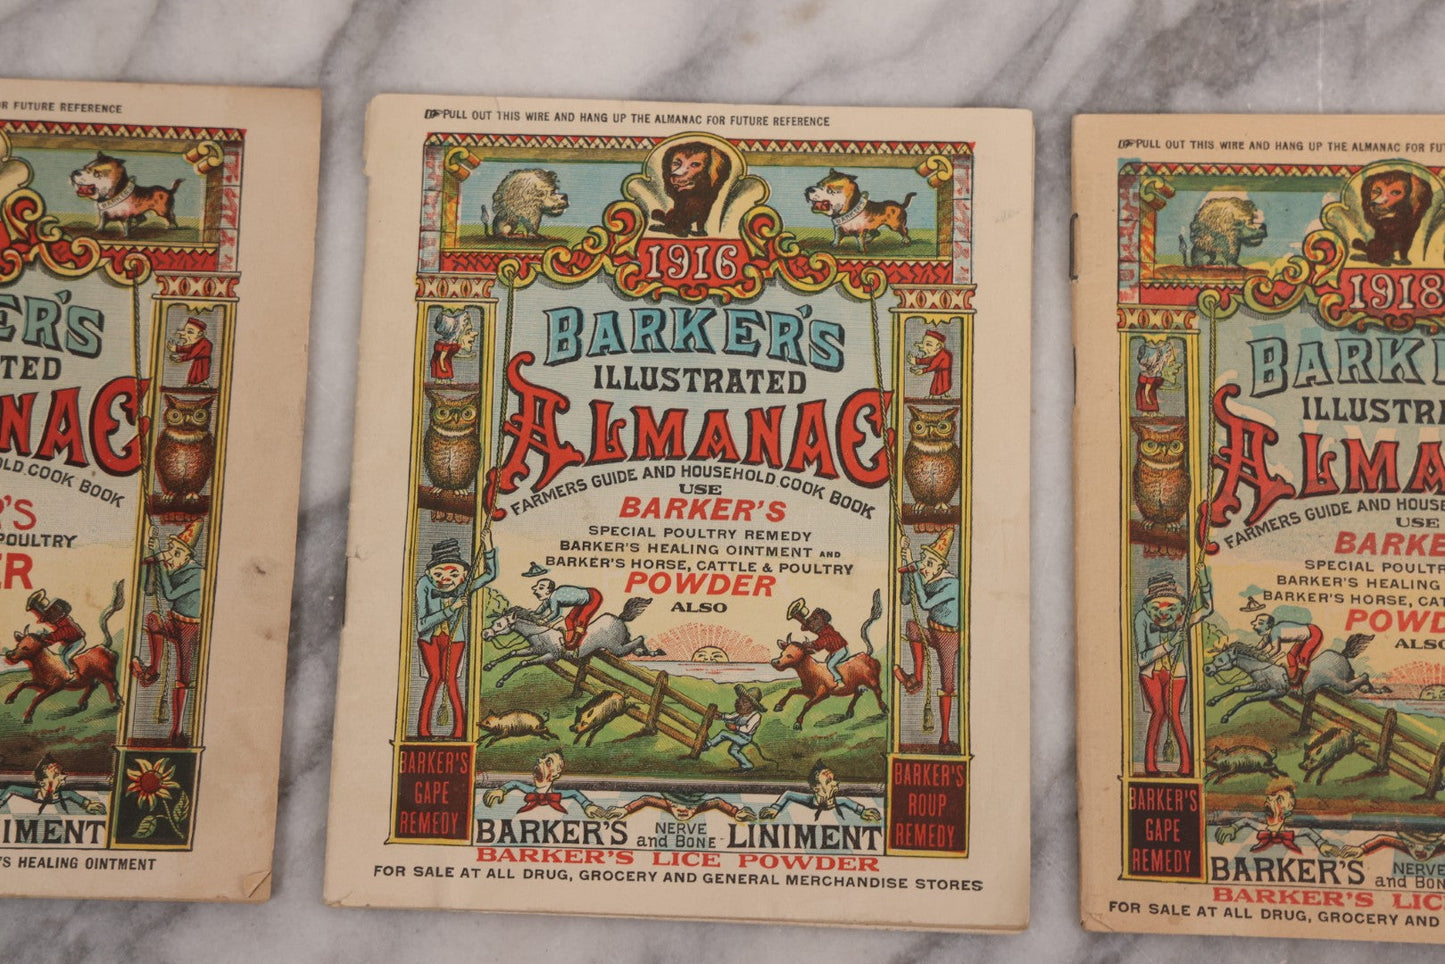 R FUTURE REFERENCE
ER'S
TED
NAC
OLD COOK BOOK
R'S
POULTRY
ER
NIMENT
'S HEALING OINTMENT
PULL OUT THIS WIRE AND HANG UP THE ALMANAC FOR FUTURE REFERENCE
1916
BARKER'S
ILLUSTRATED
ALMANAC
FARMERS GUIDE AND HOUSEHOLD COOK BOOK
USE
BARKER'S
SPECIAL POULTRY REMEDY
BARKER'S HEALING OINTMENT AND
BARKER'S HORSE, CATTLE & POULTRY
POWDER
ALSO
BARKER'S
GAPE
REMEDY
BARKER'S
ROUP
REMEDY
BARKER'S NERVE and BONE LINIMENT
BARKER'S LICE POWDER
FOR SALE AT ALL DRUG, GROCERY AND GENERAL MERCHANDISE STORES
PULL OUT THIS WIRE AND HANG UP THE ALMANAC FOR FUT
1918
BARK
ILLUSTR
ALMA
FARMERS GUIDE AND HOUSE
USE
BARKE
SPECIAL POULTR
BARKER'S HEALING
BARKER'S HORSE, CAT
POWD
ALSO
BARKER'S
GAPE
REMEDY
BARKER'S NERVE and BON
BARKER'S LIC
FOR SALE AT ALL DRUG, GROCERY AND